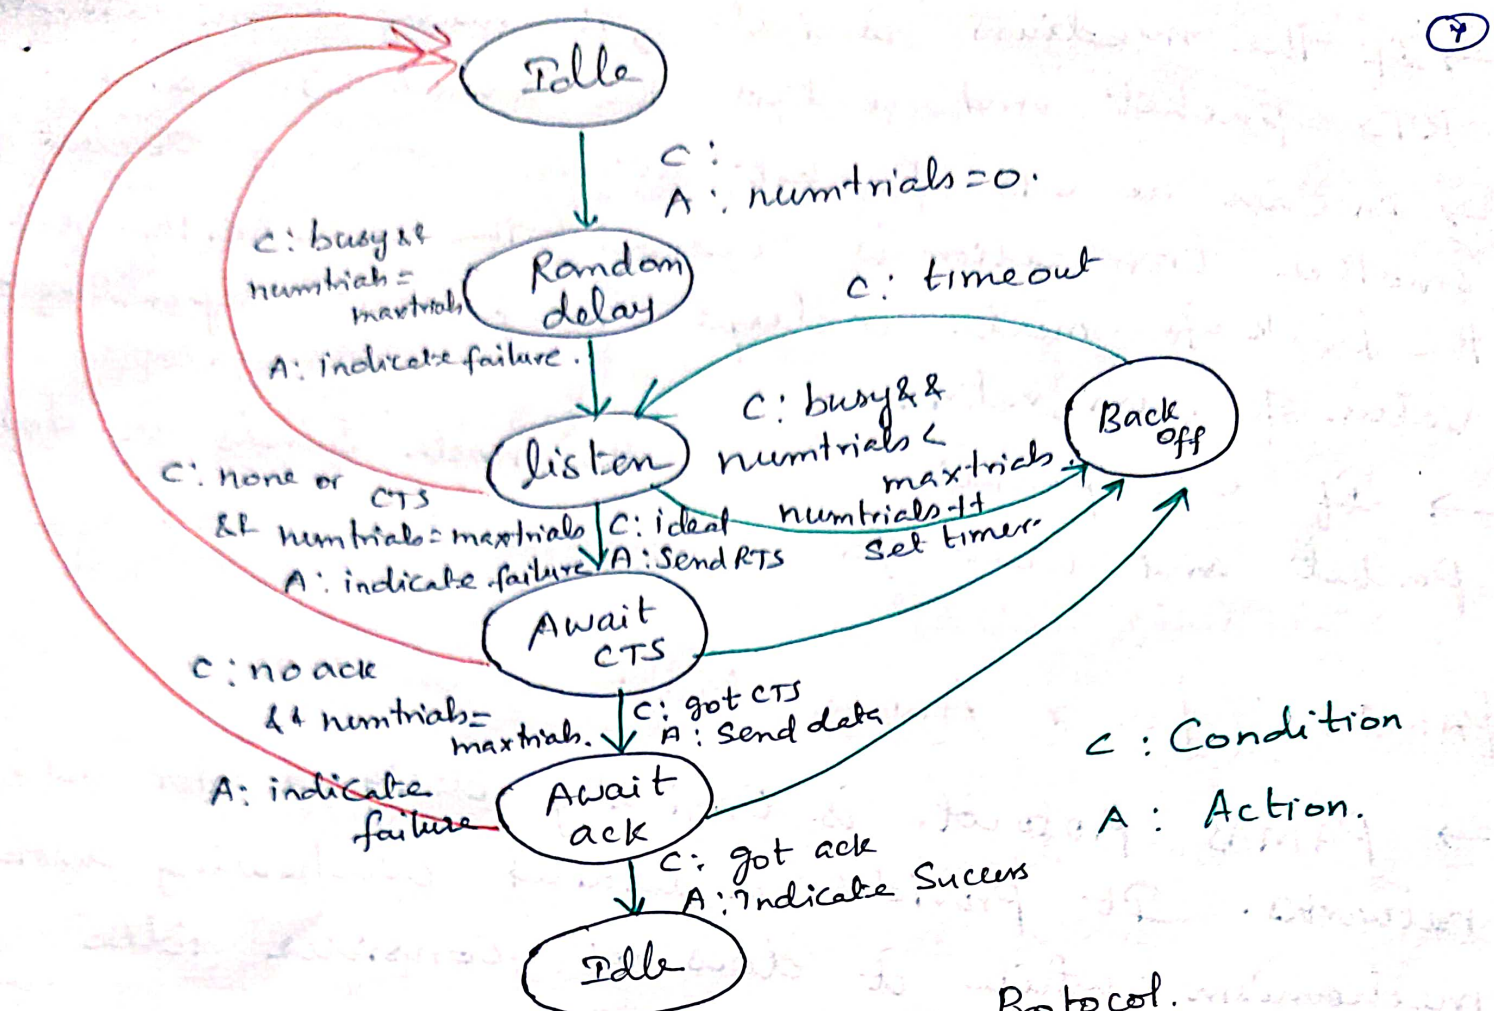 Idle
C :
A : numtrials = 0.
C : busy &&
numtrials =
maxtrials
A : indicate failure.
Random
delay
C : timeout
listen
C : busy &&
numtrials <
maxtrials.
numtrials ++
Set timer.
Back
off
C : none or CTS
&& numtrials = maxtrials
A : indicate failure
C : ideal
A : Send RTS
Await
CTS
C : no ack
&& numtrials =
maxtrials.
A : indicate
failure
C : got CTS
A : Send data
Await
ack
C : Condition
A : Action.
C : got ack
A : Indicate Success
Idle
Protocol.